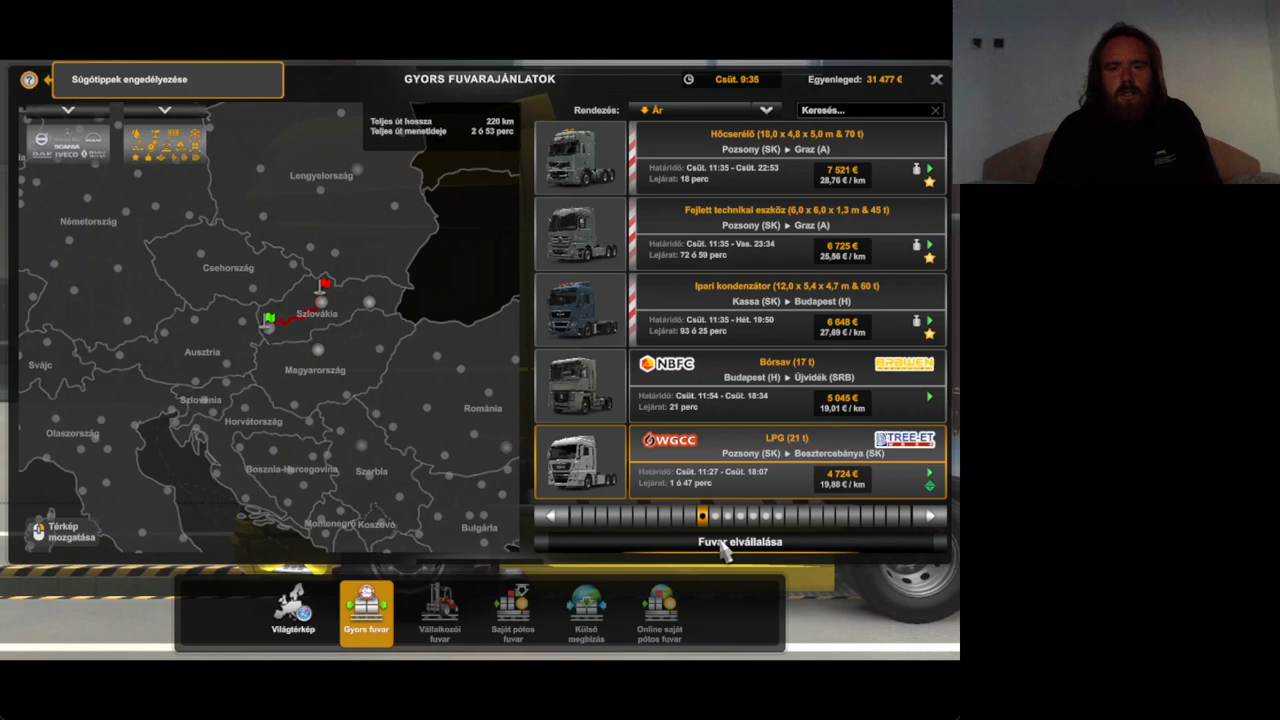 Súgótippek engedélyezése
GYORS FUVARAJÁNLATOK
Csüt. 9:35
Egyenleged: 31 477 €
Teljes út hossza 220 km
Teljes út menetideje 2 ó 53 perc
Rendezés: Ár
Keresés...
SCANIA
DAF IVECO
Lengyelország
Németország
Csehország
Szlovákia
Ausztria
Svájc
Magyarország
Szlovénia
Románia
Horvátország
Olaszország
Bosznia-Hercegovina
Szerbia
Montenegró
Koszovó
Bulgária
Térkép
mozgatása
Hőcserélő (18,0 x 4,8 x 5,0 m & 70 t)
Pozsony (SK) ▸ Graz (A)
Határidő: Csüt. 11:35 - Csüt. 22:53
Lejárat: 18 perc
7 521 €
28,76 € / km
Fejlett technikai eszköz (6,0 x 6,0 x 1,3 m & 45 t)
Pozsony (SK) ▸ Graz (A)
Határidő: Csüt. 11:35 - Vas. 23:34
Lejárat: 72 ó 59 perc
6 725 €
25,56 € / km
Ipari kondenzátor (12,0 x 5,4 x 4,7 m & 60 t)
Kassa (SK) ▸ Budapest (H)
Határidő: Csüt. 11:35 - Hét. 19:50
Lejárat: 93 ó 25 perc
6 648 €
27,69 € / km
NBFC
Bórsav (17 t)
BRAWEN
Budapest (H) ▸ Újvidék (SRB)
Határidő: Csüt. 11:54 - Csüt. 18:34
Lejárat: 21 perc
5 045 €
19,01 € / km
WGCC
LPG (21 t)
TREE-ET
Pozsony (SK) ▸ Besztercebánya (SK)
Határidő: Csüt. 11:27 - Csüt. 18:07
Lejárat: 1 ó 47 perc
4 724 €
19,88 € / km
Fuvar elvállalása
Világtérkép
Gyors fuvar
Vállalkozói
fuvar
Saját pótos
fuvar
Külső
megbízás
Online saját
pótos fuvar